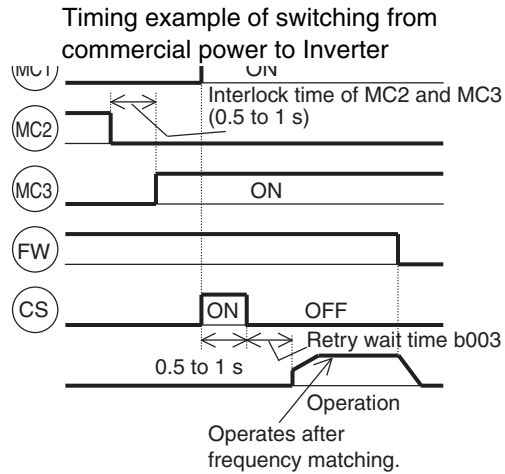 Timing example of switching from
commercial power to Inverter
MC1
ON
Interlock time of MC2 and MC3
(0.5 to 1 s)
MC2
MC3
ON
FW
CS
ON
OFF
Retry wait time b003
0.5 to 1 s
Operation
Operates after
frequency matching.